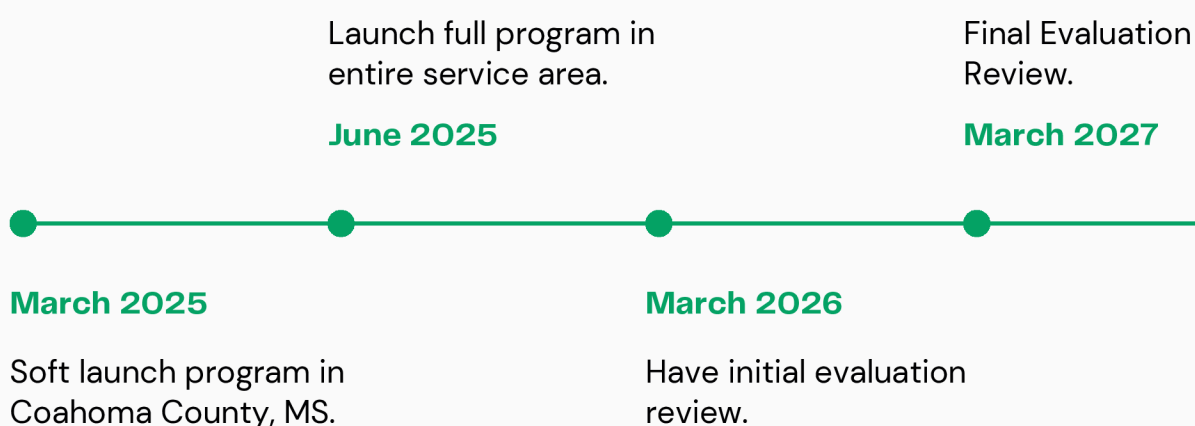 Launch full program in
entire service area.
June 2025
Final Evaluation
Review.
March 2027
March 2025
Soft launch program in
Coahoma County, MS.
March 2026
Have initial evaluation
review.